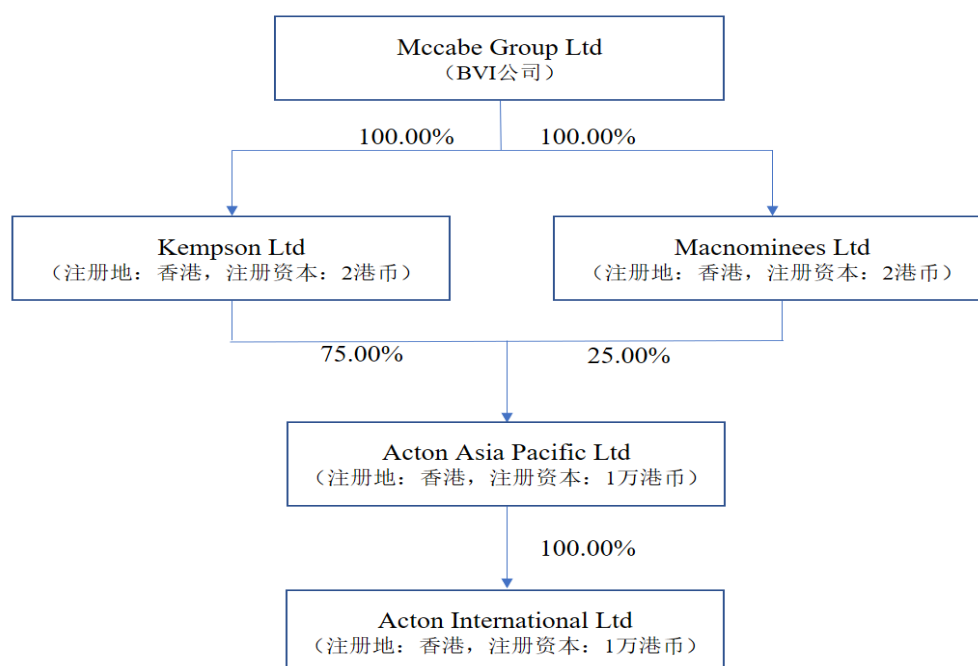 Mccabe Group Ltd
（BVI公司）
100.00%
100.00%
Kempson Ltd
（注册地：香港，注册资本：2港币）
Macnominees Ltd
（注册地：香港，注册资本：2港币）
75.00%
25.00%
Acton Asia Pacific Ltd
（注册地：香港，注册资本：1万港币）
100.00%
Acton International Ltd
（注册地：香港，注册资本：1万港币）